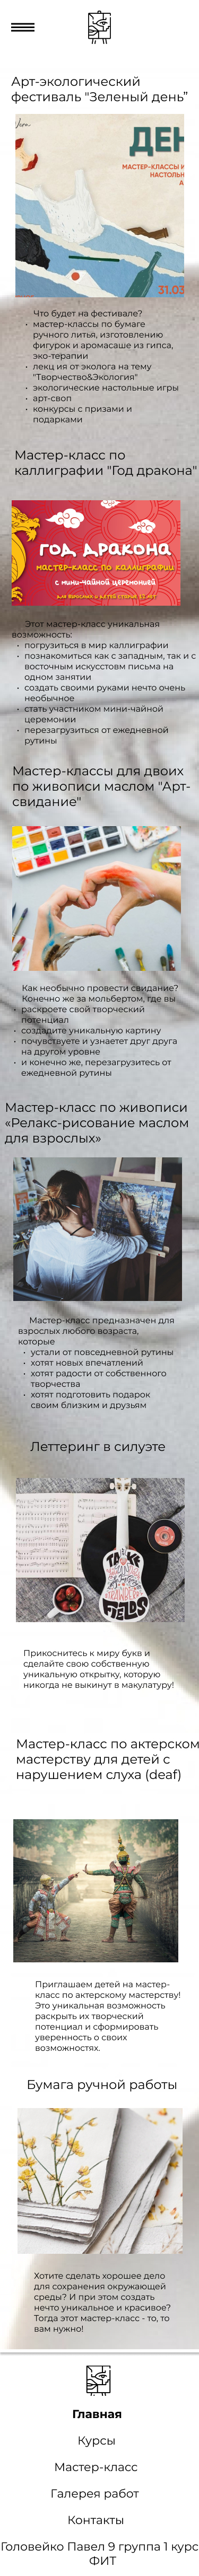 Арт-экологический
фестиваль "Зеленый день”
ДЕН
МАСТЕР-КЛАССЫ И
НАСТОЛЬН
А
31.03
Что будет на фестивале?
• мастер-классы по бумаге
ручного литья, изготовлению
фигурок и аромасаше из гипса,
эко-терапии
• лекц ия от эколога на тему
"Творчество&Экология"
• экологические настольные игры
• арт-своп
• конкурсы с призами и
подарками
Мастер-класс по
каллиграфии "Год дракона"
ГОД ДРАКОНА
МАСТЕР-КЛАСС ПО КАЛЛИГРАФИИ
С МИНИ-ЧАЙНОЙ ЦЕРЕМОНИЕЙ
ДЛЯ ВЗРОСЛЫХ И ДЕТЕЙ СТАРШЕ 12 ЛЕТ
Этот мастер-класс уникальная
возможность:
• погрузиться в мир каллиграфии
• познакомиться как с западным, так и с
восточным искусстовм письма на
одном занятии
• создать своими руками нечто очень
необычное
• стать участником мини-чайной
церемонии
• перезагрузиться от ежедневной
рутины
Мастер-классы для двоих
по живописи маслом "Арт-
свидание"
Как необычно провести свидание?
Конечно же за мольбертом, где вы
• раскроете свой творческий
потенциал
• создадите уникальную картину
• почувствуете и узнаетет друг друга
на другом уровне
• и конечно же, перезагрузитесь от
ежедневной рутины
Мастер-класс по живописи
«Релакс-рисование маслом
для взрослых»
Мастер-класс предназначен для
взрослых любого возраста,
которые
• устали от повседневной рутины
• хотят новых впечатлений
• хотят радости от собственного
творчества
• хотят подготовить подарок
своим близким и друзьям
Леттеринг в силуэте
TAKE
FIELDS
Прикоснитесь к миру букв и
сделайте свою собственную
уникальную открытку, которую
никогда не выкинут в макулатуру!
Мастер-класс по актерском
мастерству для детей с
нарушением слуха (deaf)
Приглашаем детей на мастер-
класс по актерскому мастерству!
Это уникальная возможность
раскрыть их творческий
потенциал и сформировать
уверенность о своих
возможностях.
Бумага ручной работы
Хотите сделать хорошее дело
для сохранения окружающей
среды? И при этом создать
нечто уникальное и красивое?
Тогда этот мастер-класс - то, то
вам нужно!
Главная
Курсы
Мастер-класс
Галерея работ
Контакты
Головейко Павел 9 группа 1 курс
ФИТ